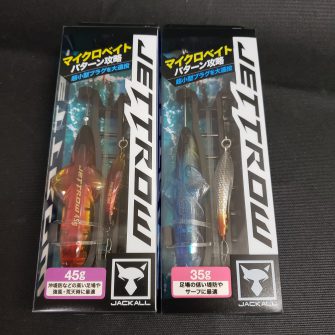 マイクロベイト
パターン攻略
超小型プラグを大遠投
JETTROW
JETTROW 45g
45g
沖堤防などの高い足場や
強風・荒天時に最適
JACKALL
マイクロベイト
パターン攻略
超小型プラグを大遠投
JETTROW
35g
足場の低い堤防や
サーフに最適
JACKALL